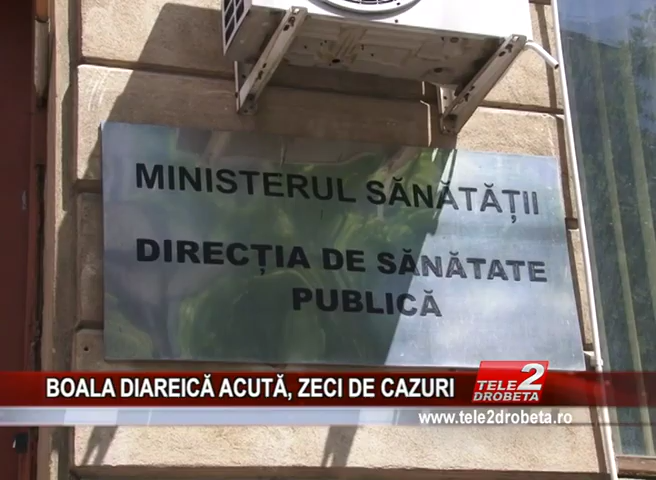 MINISTERUL SĂNĂTĂȚII
DIRECȚIA DE SĂNĂTATE
PUBLICĂ
BOALA DIAREICĂ ACUTĂ, ZECI DE CAZURI
TELE 2
DROBETA
www.tele2drobeta.ro